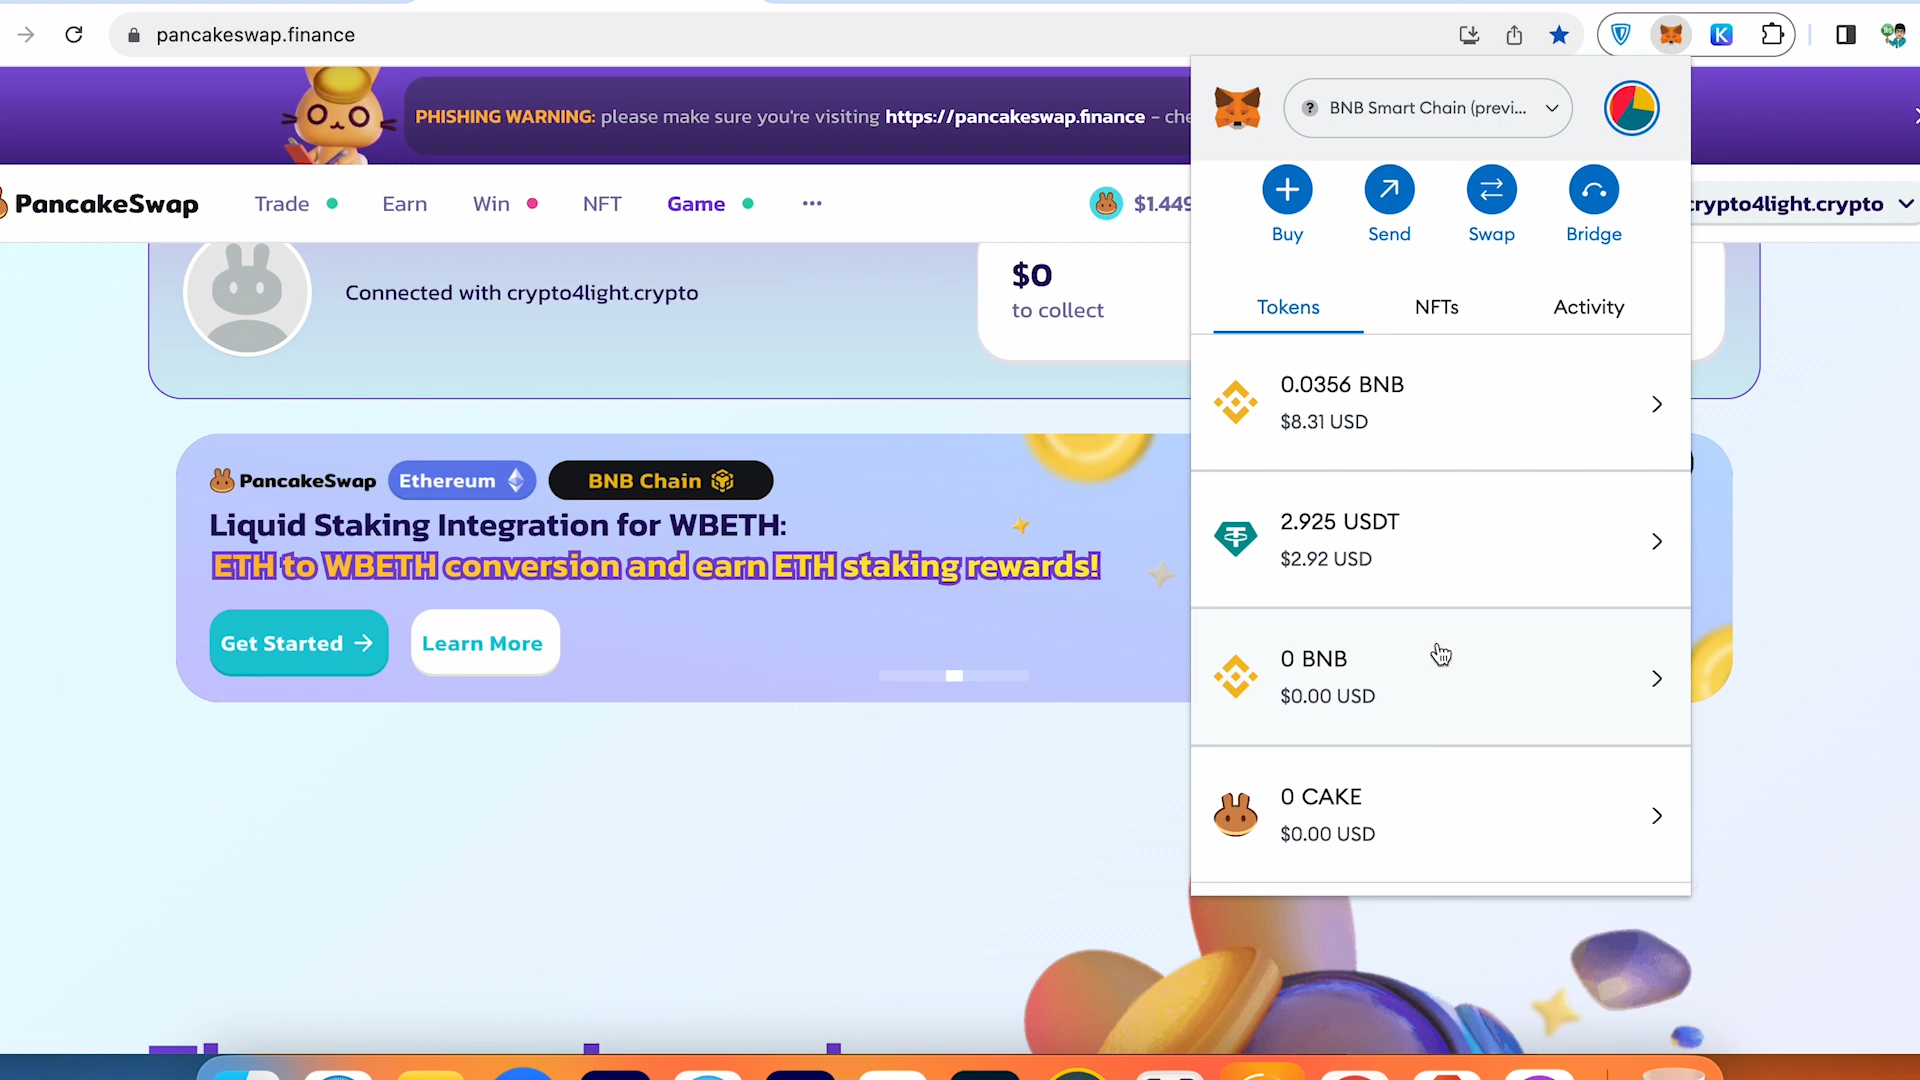 pancakeswap.finance
PHISHING WARNING: please make sure you're visiting https://pancakeswap.finance - che
BNB Smart Chain (previ...
PancakeSwap
Trade
Earn
Win
NFT
Game
$1.449
crypto4light.crypto
Buy
Send
Swap
Bridge
Connected with crypto4light.crypto
$0
to collect
Tokens
NFTs
Activity
0.0356 BNB
$8.31 USD
2.925 USDT
$2.92 USD
0 BNB
$0.00 USD
0 CAKE
$0.00 USD
PancakeSwap
Ethereum
BNB Chain
Liquid Staking Integration for WBETH:
ETH to WBETH conversion and earn ETH staking rewards!
Get Started
Learn More
K